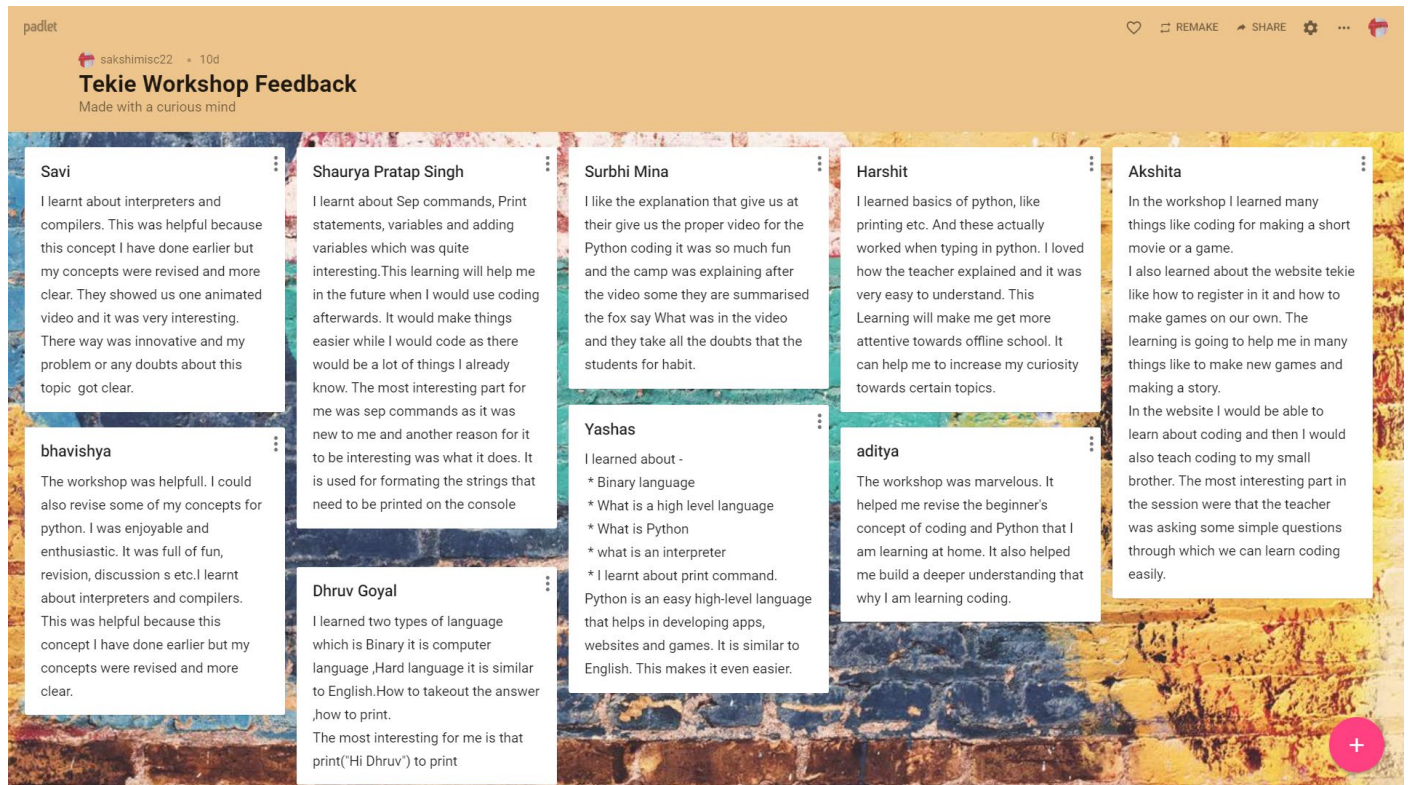 padlet
REMAKE
SHARE
sakshimisc22 • 10d
Tekie Workshop Feedback
Made with a curious mind
Savi
I learnt about interpreters and
compilers. This was helpful because
this concept I have done earlier but
my concepts were revised and more
clear. They showed us one animated
video and it was very interesting.
There way was innovative and my
problem or any doubts about this
topic  got clear.
bhavishya
The workshop was helpfull. I could
also revise some of my concepts for
python. I was enjoyable and
enthusiastic. It was full of fun,
revision, discussion s etc.I learnt
about interpreters and compilers.
This was helpful because this
concept I have done earlier but my
concepts were revised and more
clear.
Shaurya Pratap Singh
I learnt about Sep commands, Print
statements, variables and adding
variables which was quite
interesting.This learning will help me
in the future when I would use coding
afterwards. It would make things
easier while I would code as there
would be a lot of things I already
know. The most interesting part for
me was sep commands as it was
new to me and another reason for it
to be interesting was what it does. It
is used for formating the strings that
need to be printed on the console
Dhruv Goyal
I learned two types of language
which is Binary it is computer
language ,Hard language it is similar
to English.How to takeout the answer
,how to print.
The most interesting for me is that
print("Hi Dhruv") to print
Surbhi Mina
I like the explanation that give us at
their give us the proper video for the
Python coding it was so much fun
and the camp was explaining after
the video some they are summarised
the fox say What was in the video
and they take all the doubts that the
students for habit.
Yashas
I learned about -
* Binary language
* What is a high level language
* What is Python
* what is an interpreter
* I learnt about print command.
Python is an easy high-level language
that helps in developing apps,
websites and games. It is similar to
English. This makes it even easier.
Harshit
I learned basics of python, like
printing etc. And these actually
worked when typing in python. I loved
how the teacher explained and it was
very easy to understand. This
Learning will make me get more
attentive towards offline school. It
can help me to increase my curiosity
towards certain topics.
aditya
The workshop was marvelous. It
helped me revise the beginner's
concept of coding and Python that I
am learning at home. It also helped
me build a deeper understanding that
why I am learning coding.
Akshita
In the workshop I learned many
things like coding for making a short
movie or a game.
I also learned about the website tekie
like how to register in it and how to
make games on our own. The
learning is going to help me in many
things like to make new games and
making a story.
In the website I would be able to
learn about coding and then I would
also teach coding to my small
brother. The most interesting part in
the session were that the teacher
was asking some simple questions
through which we can learn coding
easily.